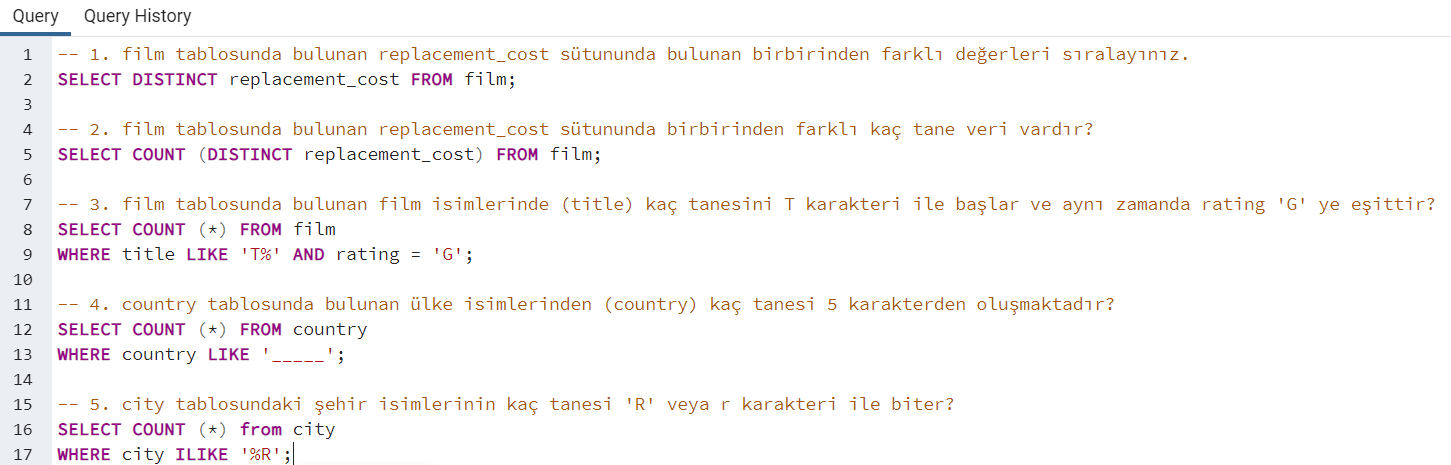 Query Query History
1 -- 1. film tablosunda bulunan replacement_cost sütununda bulunan birbirinden farklı değerleri sıralayınız.
2 SELECT DISTINCT replacement_cost FROM film;
3
4 -- 2. film tablosunda bulunan replacement_cost sütununda birbirinden farklı kaç tane veri vardır?
5 SELECT COUNT (DISTINCT replacement_cost) FROM film;
6
7 -- 3. film tablosunda bulunan film isimlerinde (title) kaç tanesini T karakteri ile başlar ve aynı zamanda rating 'G' ye eşittir?
8 SELECT COUNT (*) FROM film
9 WHERE title LIKE 'T%' AND rating = 'G';
10
11 -- 4. country tablosunda bulunan ülke isimlerinden (country) kaç tanesi 5 karakterden oluşmaktadır?
12 SELECT COUNT (*) FROM country
13 WHERE country LIKE '_____';
14
15 -- 5. city tablosundaki şehir isimlerinin kaç tanesi 'R' veya r karakteri ile biter?
16 SELECT COUNT (*) from city
17 WHERE city ILIKE '%R';